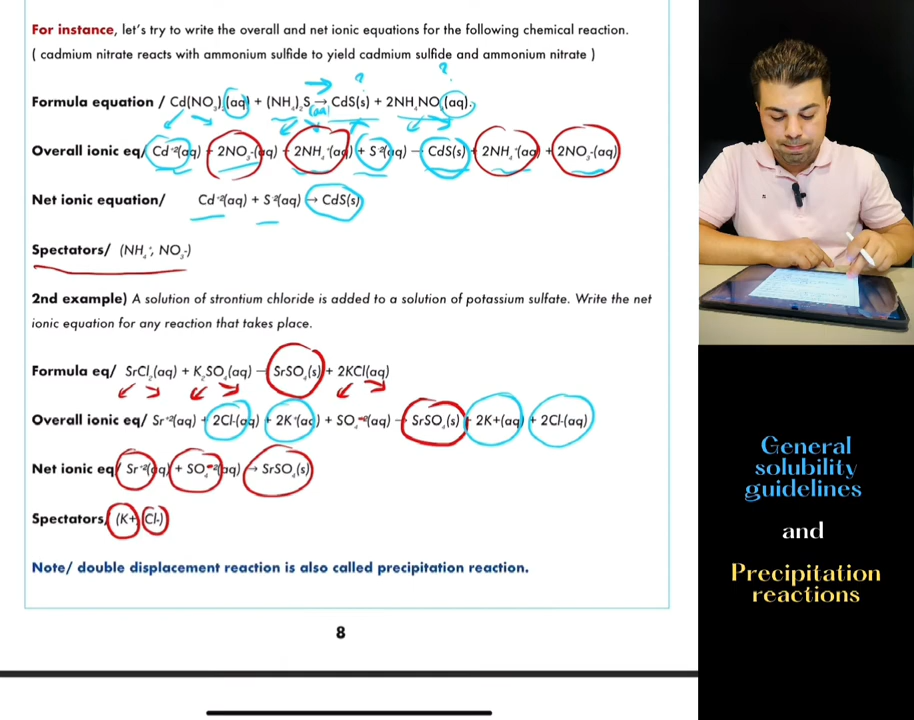 For instance, let's try to write the overall and net ionic equations for the following chemical reaction.
( cadmium nitrate reacts with ammonium sulfide to yield cadmium sulfide and ammonium nitrate )
? ?
Formula equation / Cd(NO₃)₂(aq) + (NH₄)₂S (aq) → CdS(s) + 2NH₄NO₃(aq).
Overall ionic eq/ Cd⁺²(aq) + 2NO₃-(aq) + 2NH₄⁺(aq) + S⁻²(aq) → CdS(s) + 2NH₄⁺(aq) + 2NO₃-(aq)
Net ionic equation/ Cd⁺²(aq) + S⁻²(aq) → CdS(s)
Spectators/ (NH₄⁺, NO₃-)
2nd example) A solution of strontium chloride is added to a solution of potassium sulfate. Write the net
ionic equation for any reaction that takes place.
Formula eq/ SrCl₂(aq) + K₂SO₄(aq) → SrSO₄(s) + 2KCl(aq)
Overall ionic eq/ Sr⁺²(aq) + 2Cl-(aq) + 2K⁺(aq) + SO₄⁻²(aq) → SrSO₄(s) + 2K+(aq) + 2Cl-(aq)
Net ionic eq/ Sr⁺²(aq) + SO₄⁻²(aq) → SrSO₄(s)
Spectators/ (K+, Cl-)
Note/ double displacement reaction is also called precipitation reaction.
8
General
solubility
guidelines
and
Precipitation
reactions